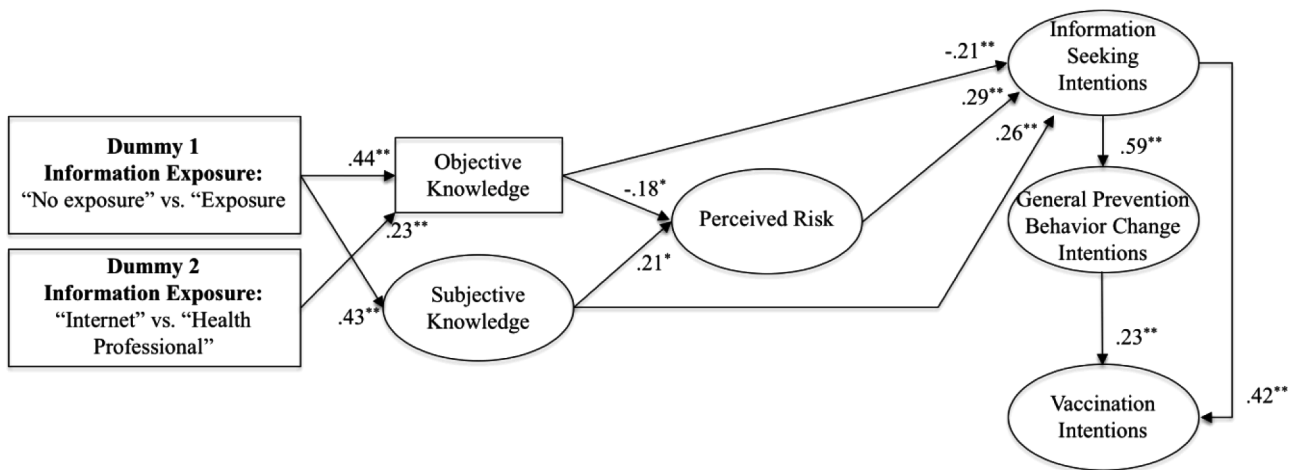 Dummy 1
Information Exposure:
“No exposure” vs. “Exposure
Dummy 2
Information Exposure:
“Internet” vs. “Health
Professional”
.44**
.23**
.43**
Objective
Knowledge
Subjective
Knowledge
-.18*
.21*
Perceived Risk
-.21**
.29**
.26**
Information
Seeking
Intentions
.59**
General Prevention
Behavior Change
Intentions
.23**
.42**
Vaccination
Intentions